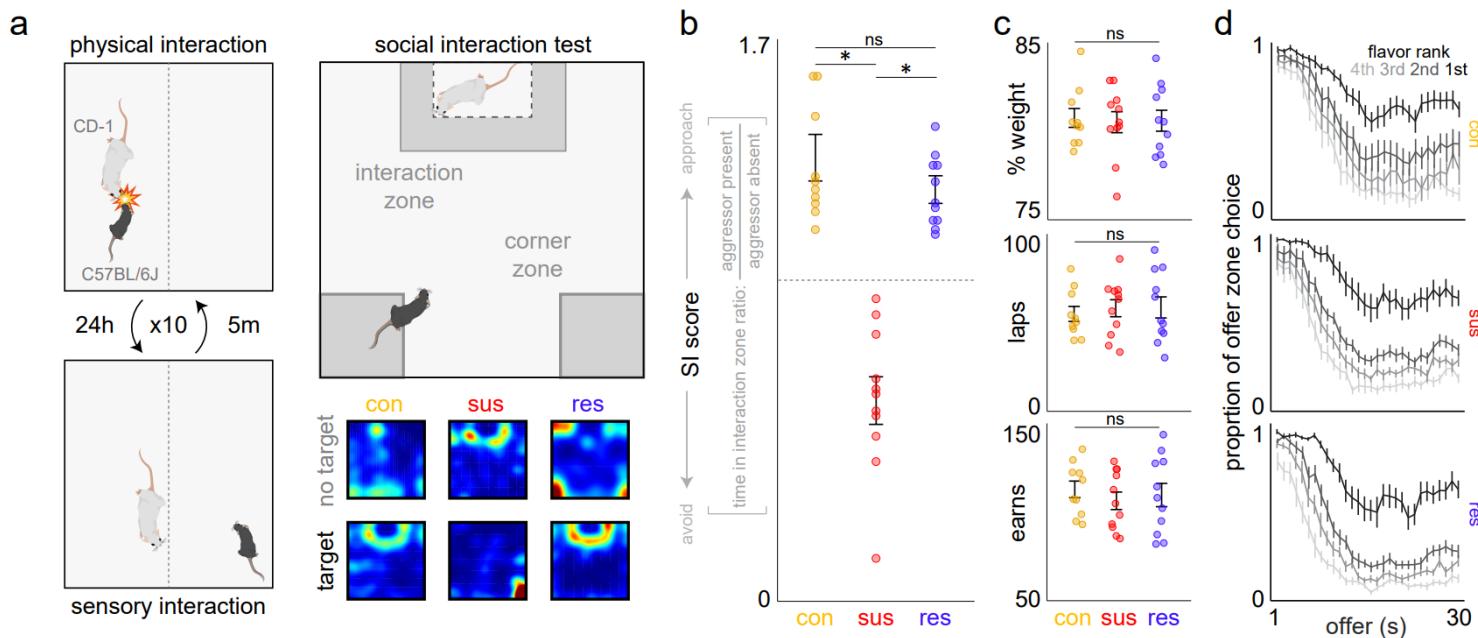 a
physical interaction
CD-1
C57BL/6J
24h x10 5m
sensory interaction
social interaction test
interaction
zone
corner
zone
con sus res
no target
target
b
1.7
ns
* *
approach
avoid
SI score
time in interaction zone ratio:
aggressor present
aggressor absent
0
con sus res
c
85
ns
% weight
75
100
ns
laps
0
150
ns
earns
50
con sus res
d
1
flavor rank
4th 3rd 2nd 1st
con
0
1
sus
0
1
res
0
proprtion of offer zone choice
1 30
offer (s)